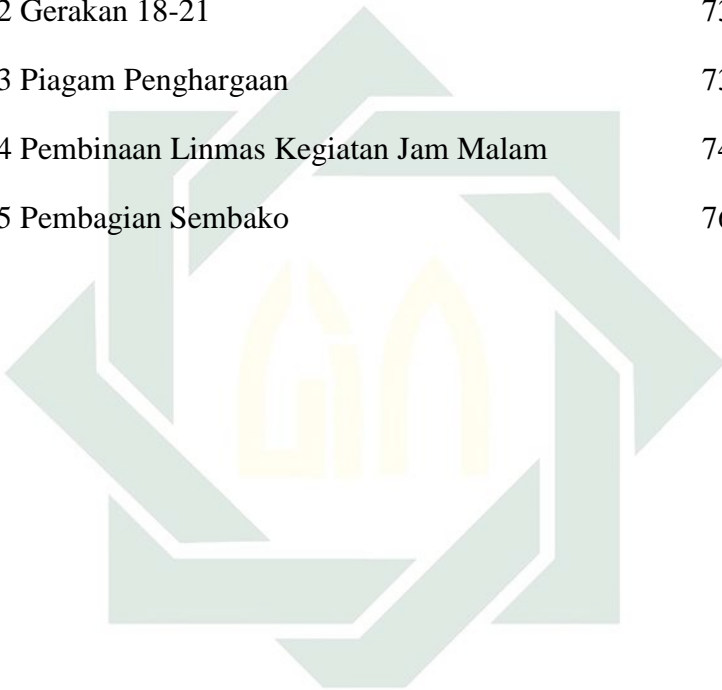 2 Gerakan 18-21 73
3 Piagam Penghargaan 73
4 Pembinaan Linmas Kegiatan Jam Malam 74
5 Pembagian Sembako 76